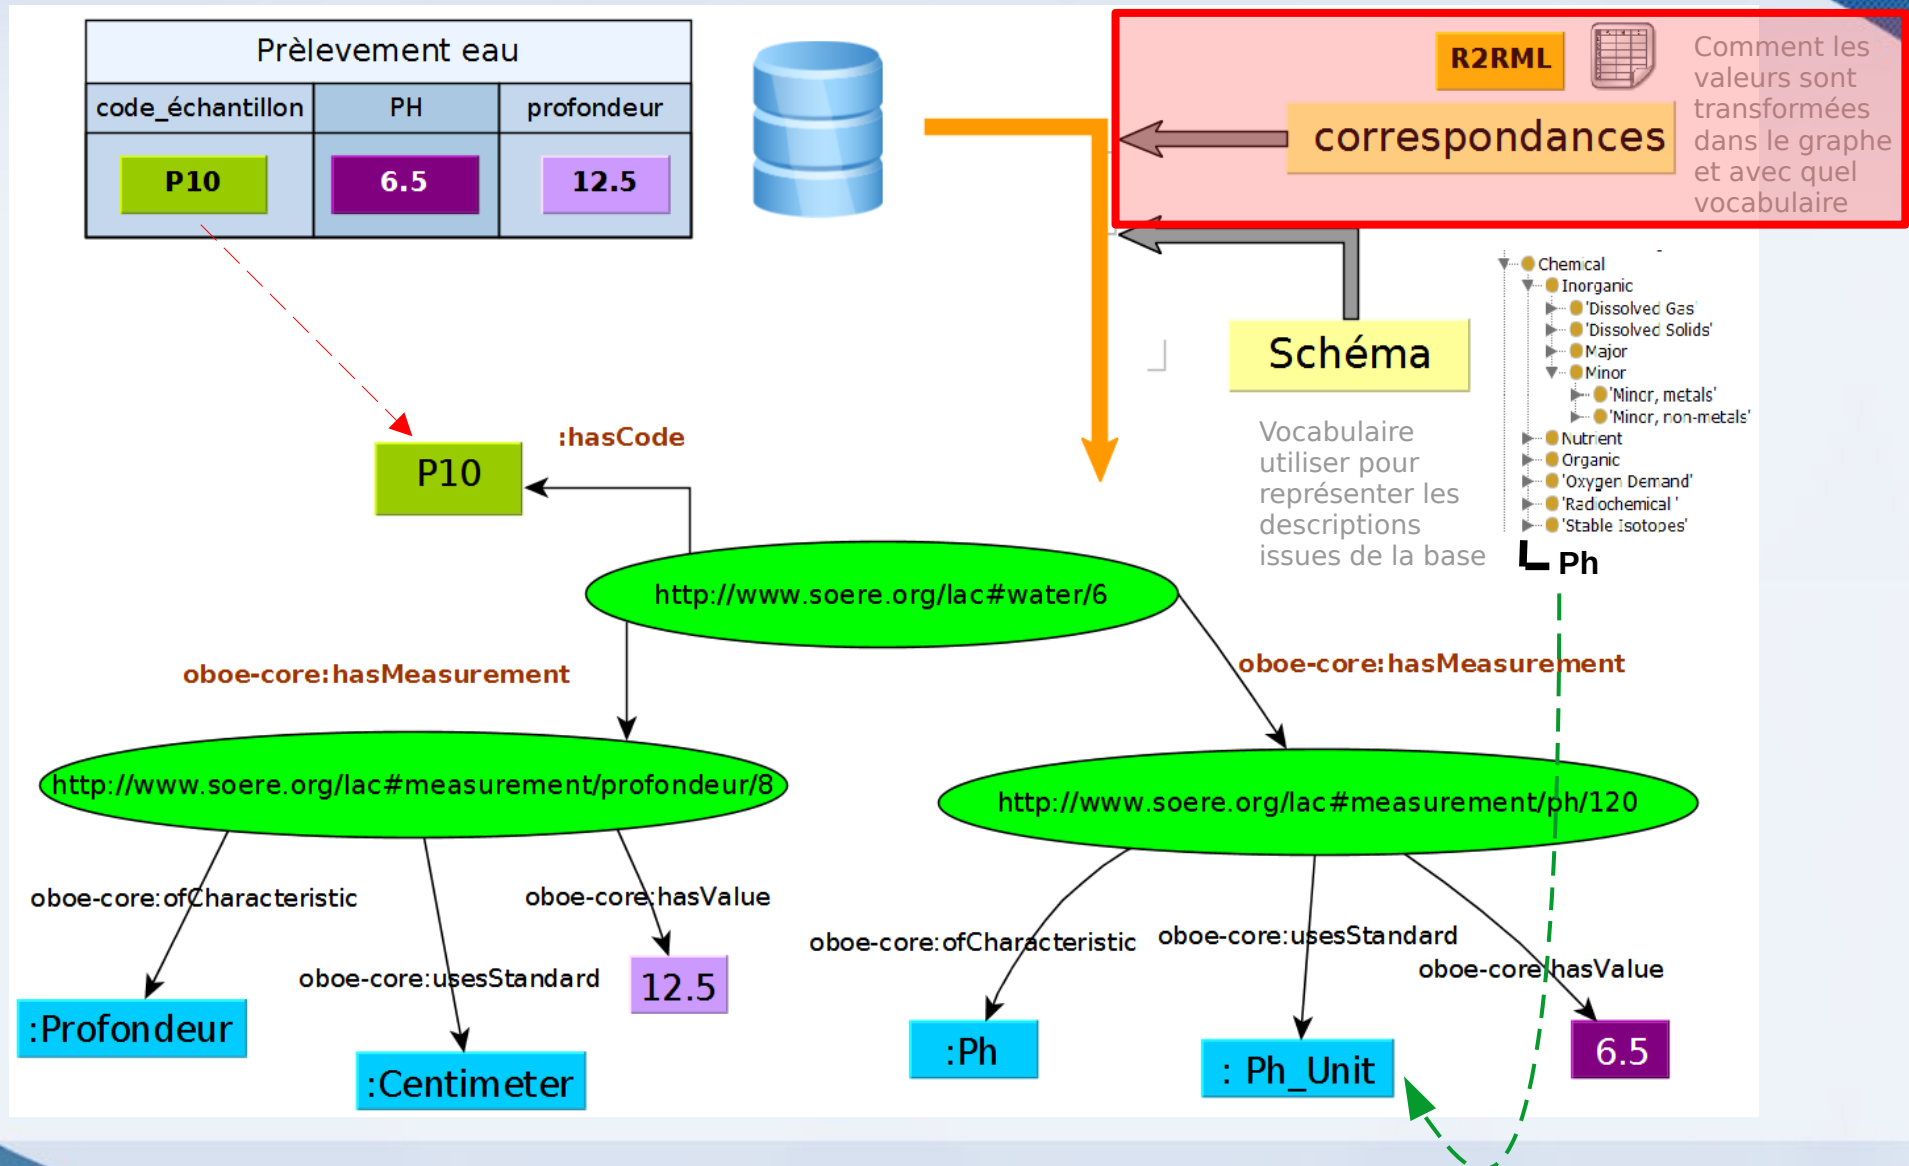 Prèlevement eau
code_échantillon
PH
profondeur
P10
6.5
12.5
R2RML
correspondances
Comment les
valeurs sont
transformées
dans le graphe
et avec quel
vocabulaire
Schéma
Vocabulaire
utiliser pour
représenter les
descriptions
issues de la base
Chemical
Inorganic
'Dissolved Gas'
'Dissolved Solids'
Major
Minor
'Minor, metals'
'Minor, non-metals'
Nutrient
Organic
'Oxygen Demand'
'Radiochemical '
'Stable Isotopes'
Ph
:hasCode
P10
http://www.soere.org/lac#water/6
oboe-core:hasMeasurement
oboe-core:hasMeasurement
http://www.soere.org/lac#measurement/profondeur/8
http://www.soere.org/lac#measurement/ph/120
oboe-core:ofCharacteristic
oboe-core:usesStandard
oboe-core:hasValue
:Profondeur
:Centimeter
12.5
oboe-core:ofCharacteristic
oboe-core:usesStandard
oboe-core:hasValue
:Ph
: Ph_Unit
6.5